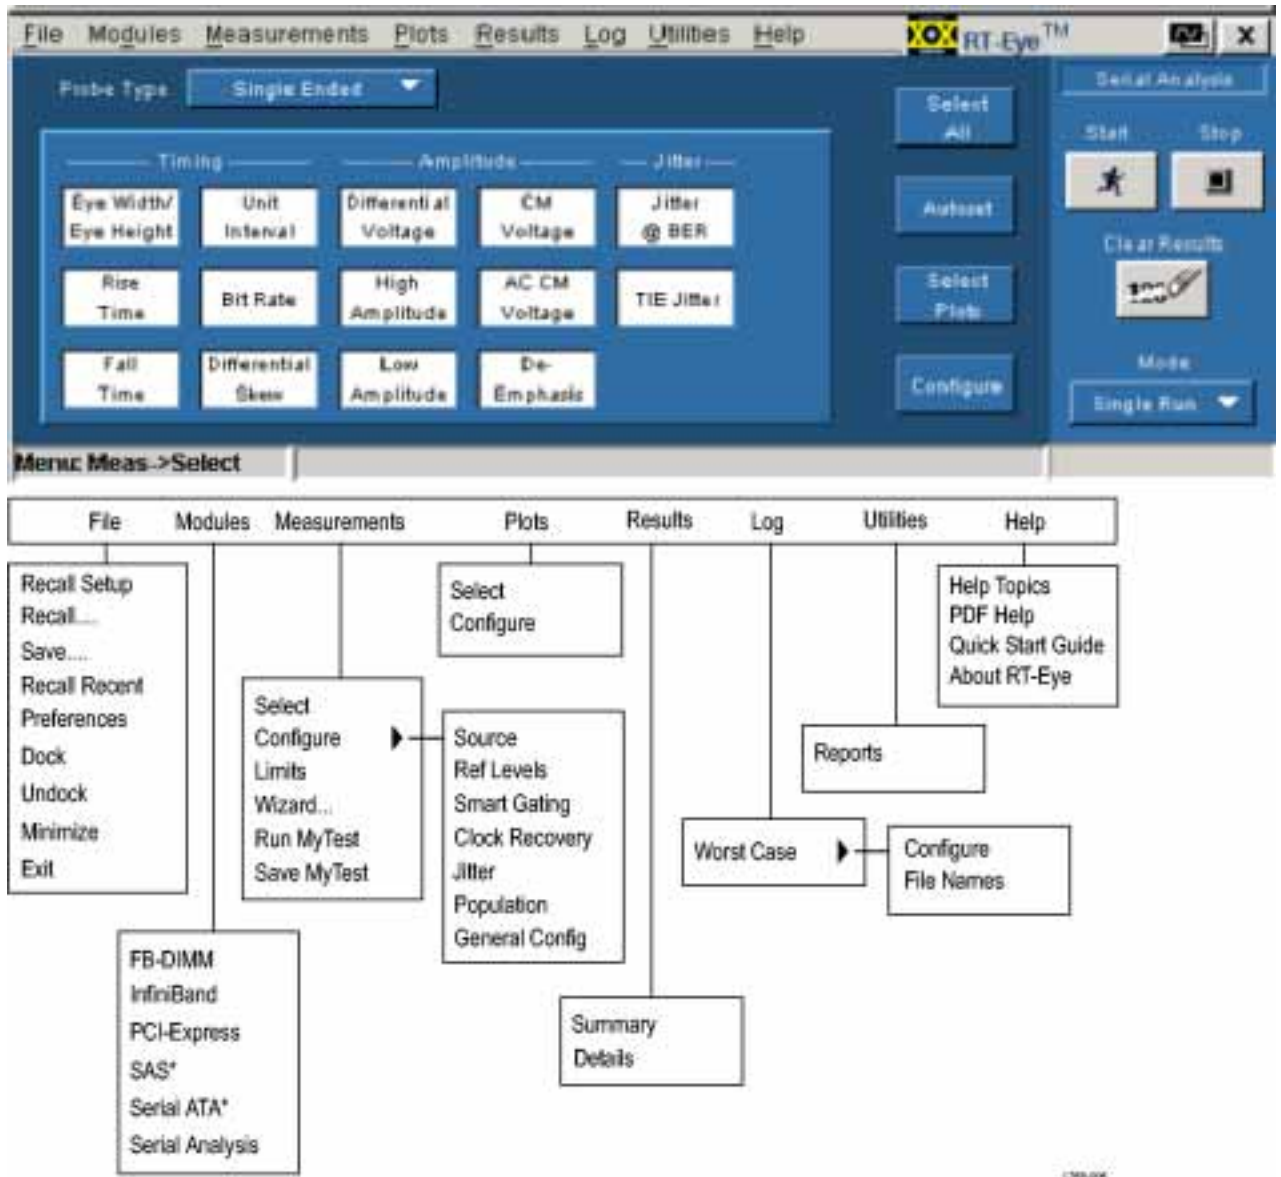 File Modules Measurements Plots Results Log Utilities Help RT-Eye™
Probe Type Single Ended
Timing Amplitude Jitter
Eye Width/ Eye Height
Unit Interval
Differential Voltage
CM Voltage
Jitter @ BER
Rise Time
Bit Rate
High Amplitude
AC CM Voltage
TIE Jitter
Fall Time
Differential Skew
Low Amplitude
De-Emphasis
Select All
Autoset
Select Plots
Configure
Serial Analysis
Start Stop
Clear Results
123
Mode
Single Run
Menu: Meas->Select
File Modules Measurements Plots Results Log Utilities Help
Recall Setup
Recall....
Save....
Recall Recent
Preferences
Dock
Undock
Minimize
Exit
FB-DIMM
InfiniBand
PCI-Express
SAS*
Serial ATA*
Serial Analysis
Select
Configure
Limits
Wizard...
Run MyTest
Save MyTest
Source
Ref Levels
Smart Gating
Clock Recovery
Jitter
Population
General Config
Select
Configure
Summary
Details
Worst Case
Configure
File Names
Reports
Help Topics
PDF Help
Quick Start Guide
About RT-Eye